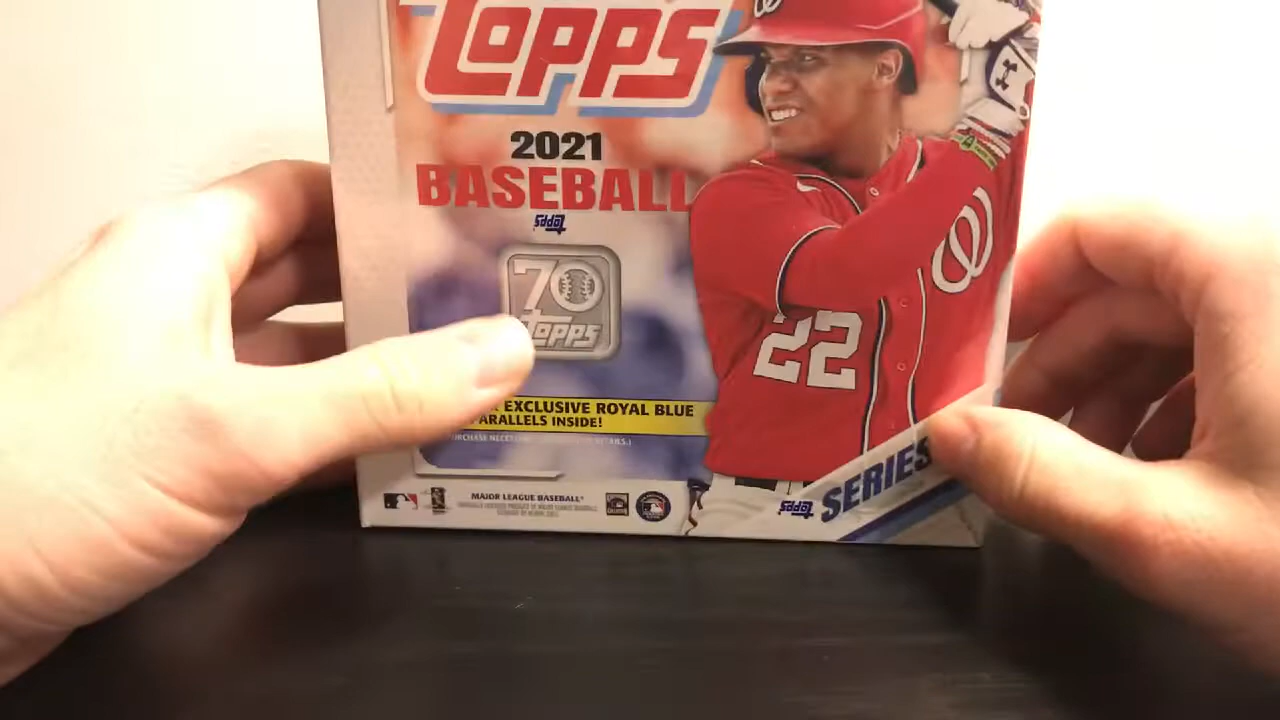 TOPPS
2021
BASEBALL
Topps
70
TOPPS
EXCLUSIVE ROYAL BLUE
PARALLELS INSIDE!
W
22
SERIES
Topps
MAJOR LEAGUE BASEBALL